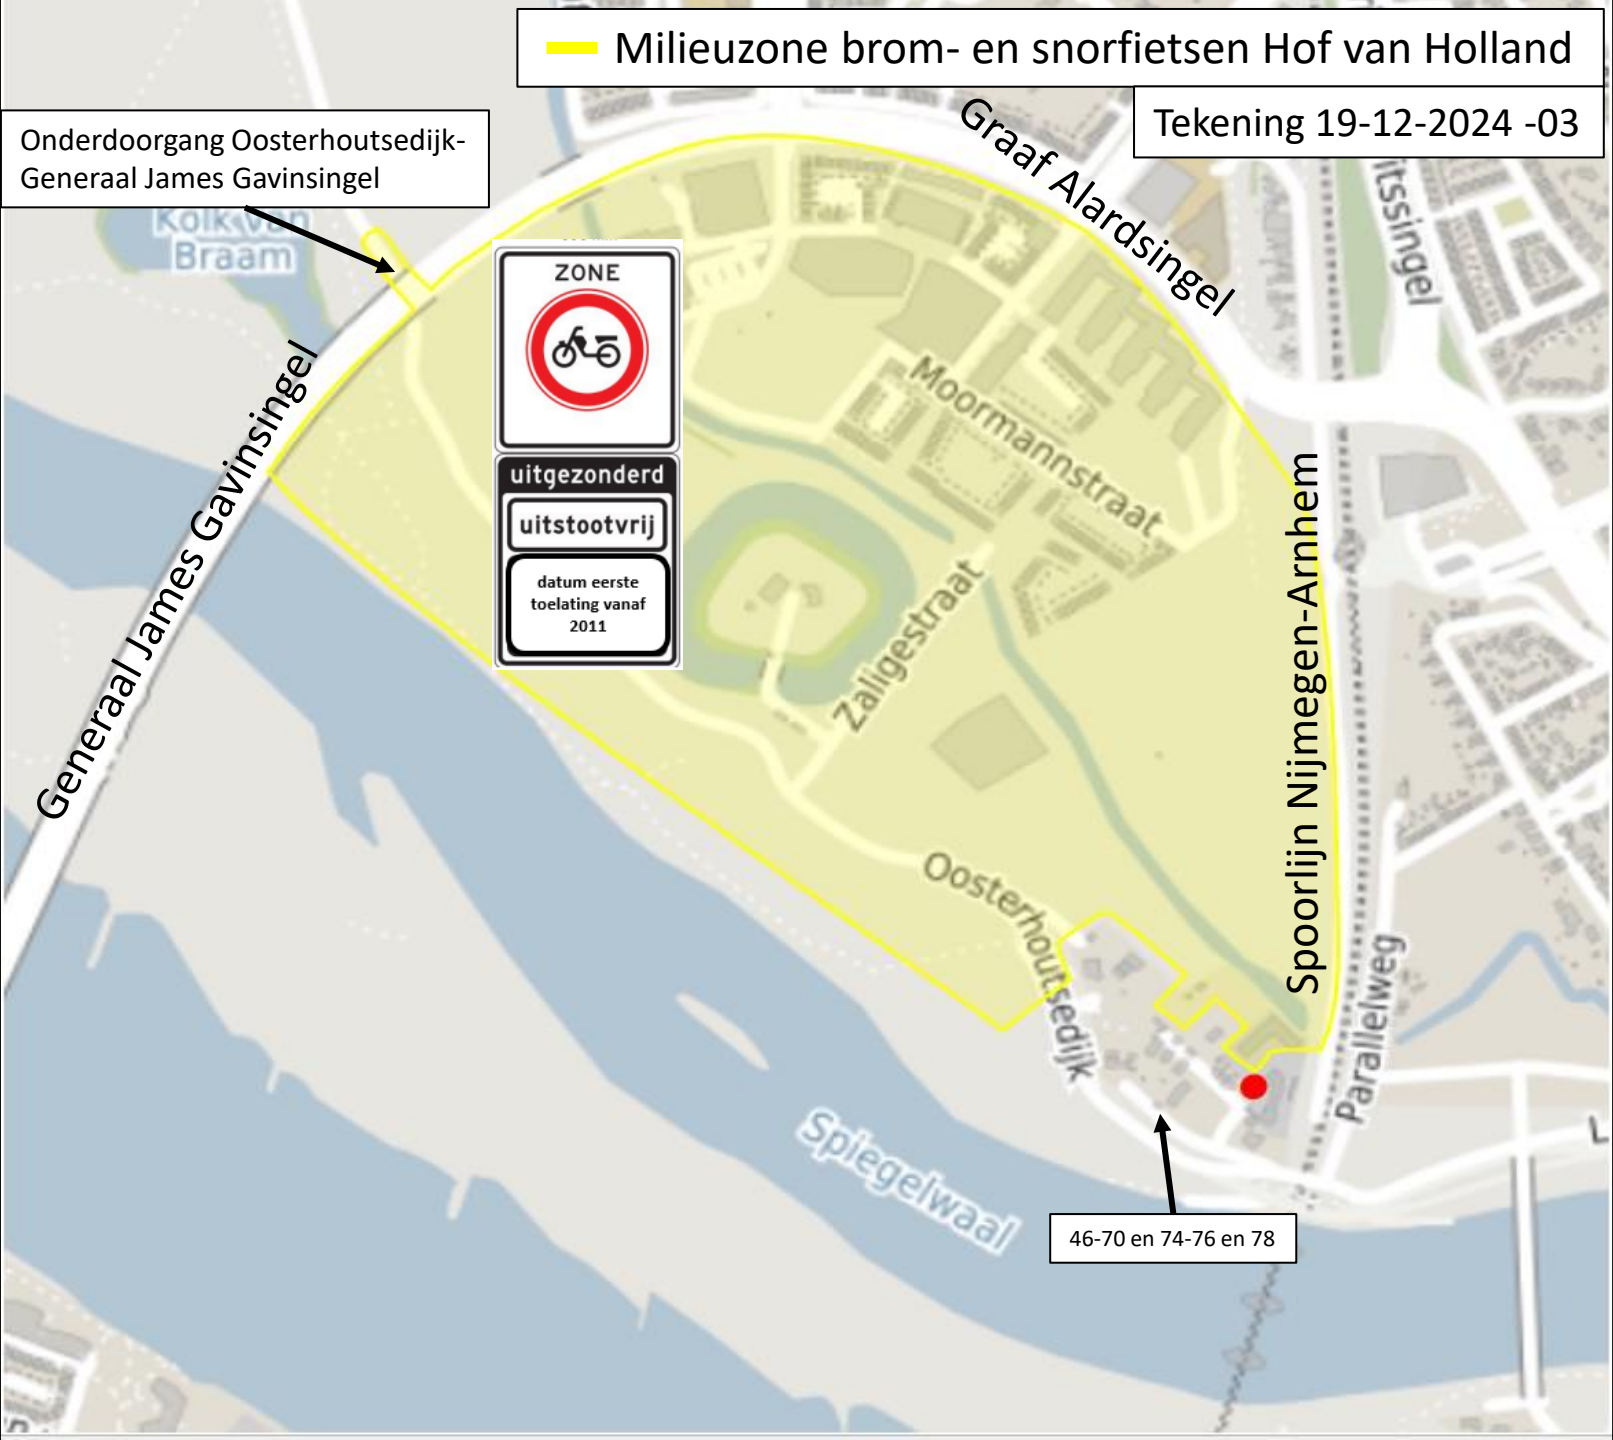 Milieuzone brom- en snorfietsen Hof van Holland
Tekening 19-12-2024 -03
Onderdoorgang Oosterhoutsedijk-
Generaal James Gavinsingel
Graaf Alardsingel
itssingel
Kolk van
Braam
ZONE
uitgezonderd
uitstootvrij
datum eerste
toelating vanaf
2011
Generaal James Gavinsingel
Moormannstraat
Zaligestraat
Spoorlijn Nijmegen-Arnhem
Oosterhoutsedijk
Parallelweg
Spiegelwaal
46-70 en 74-76 en 78